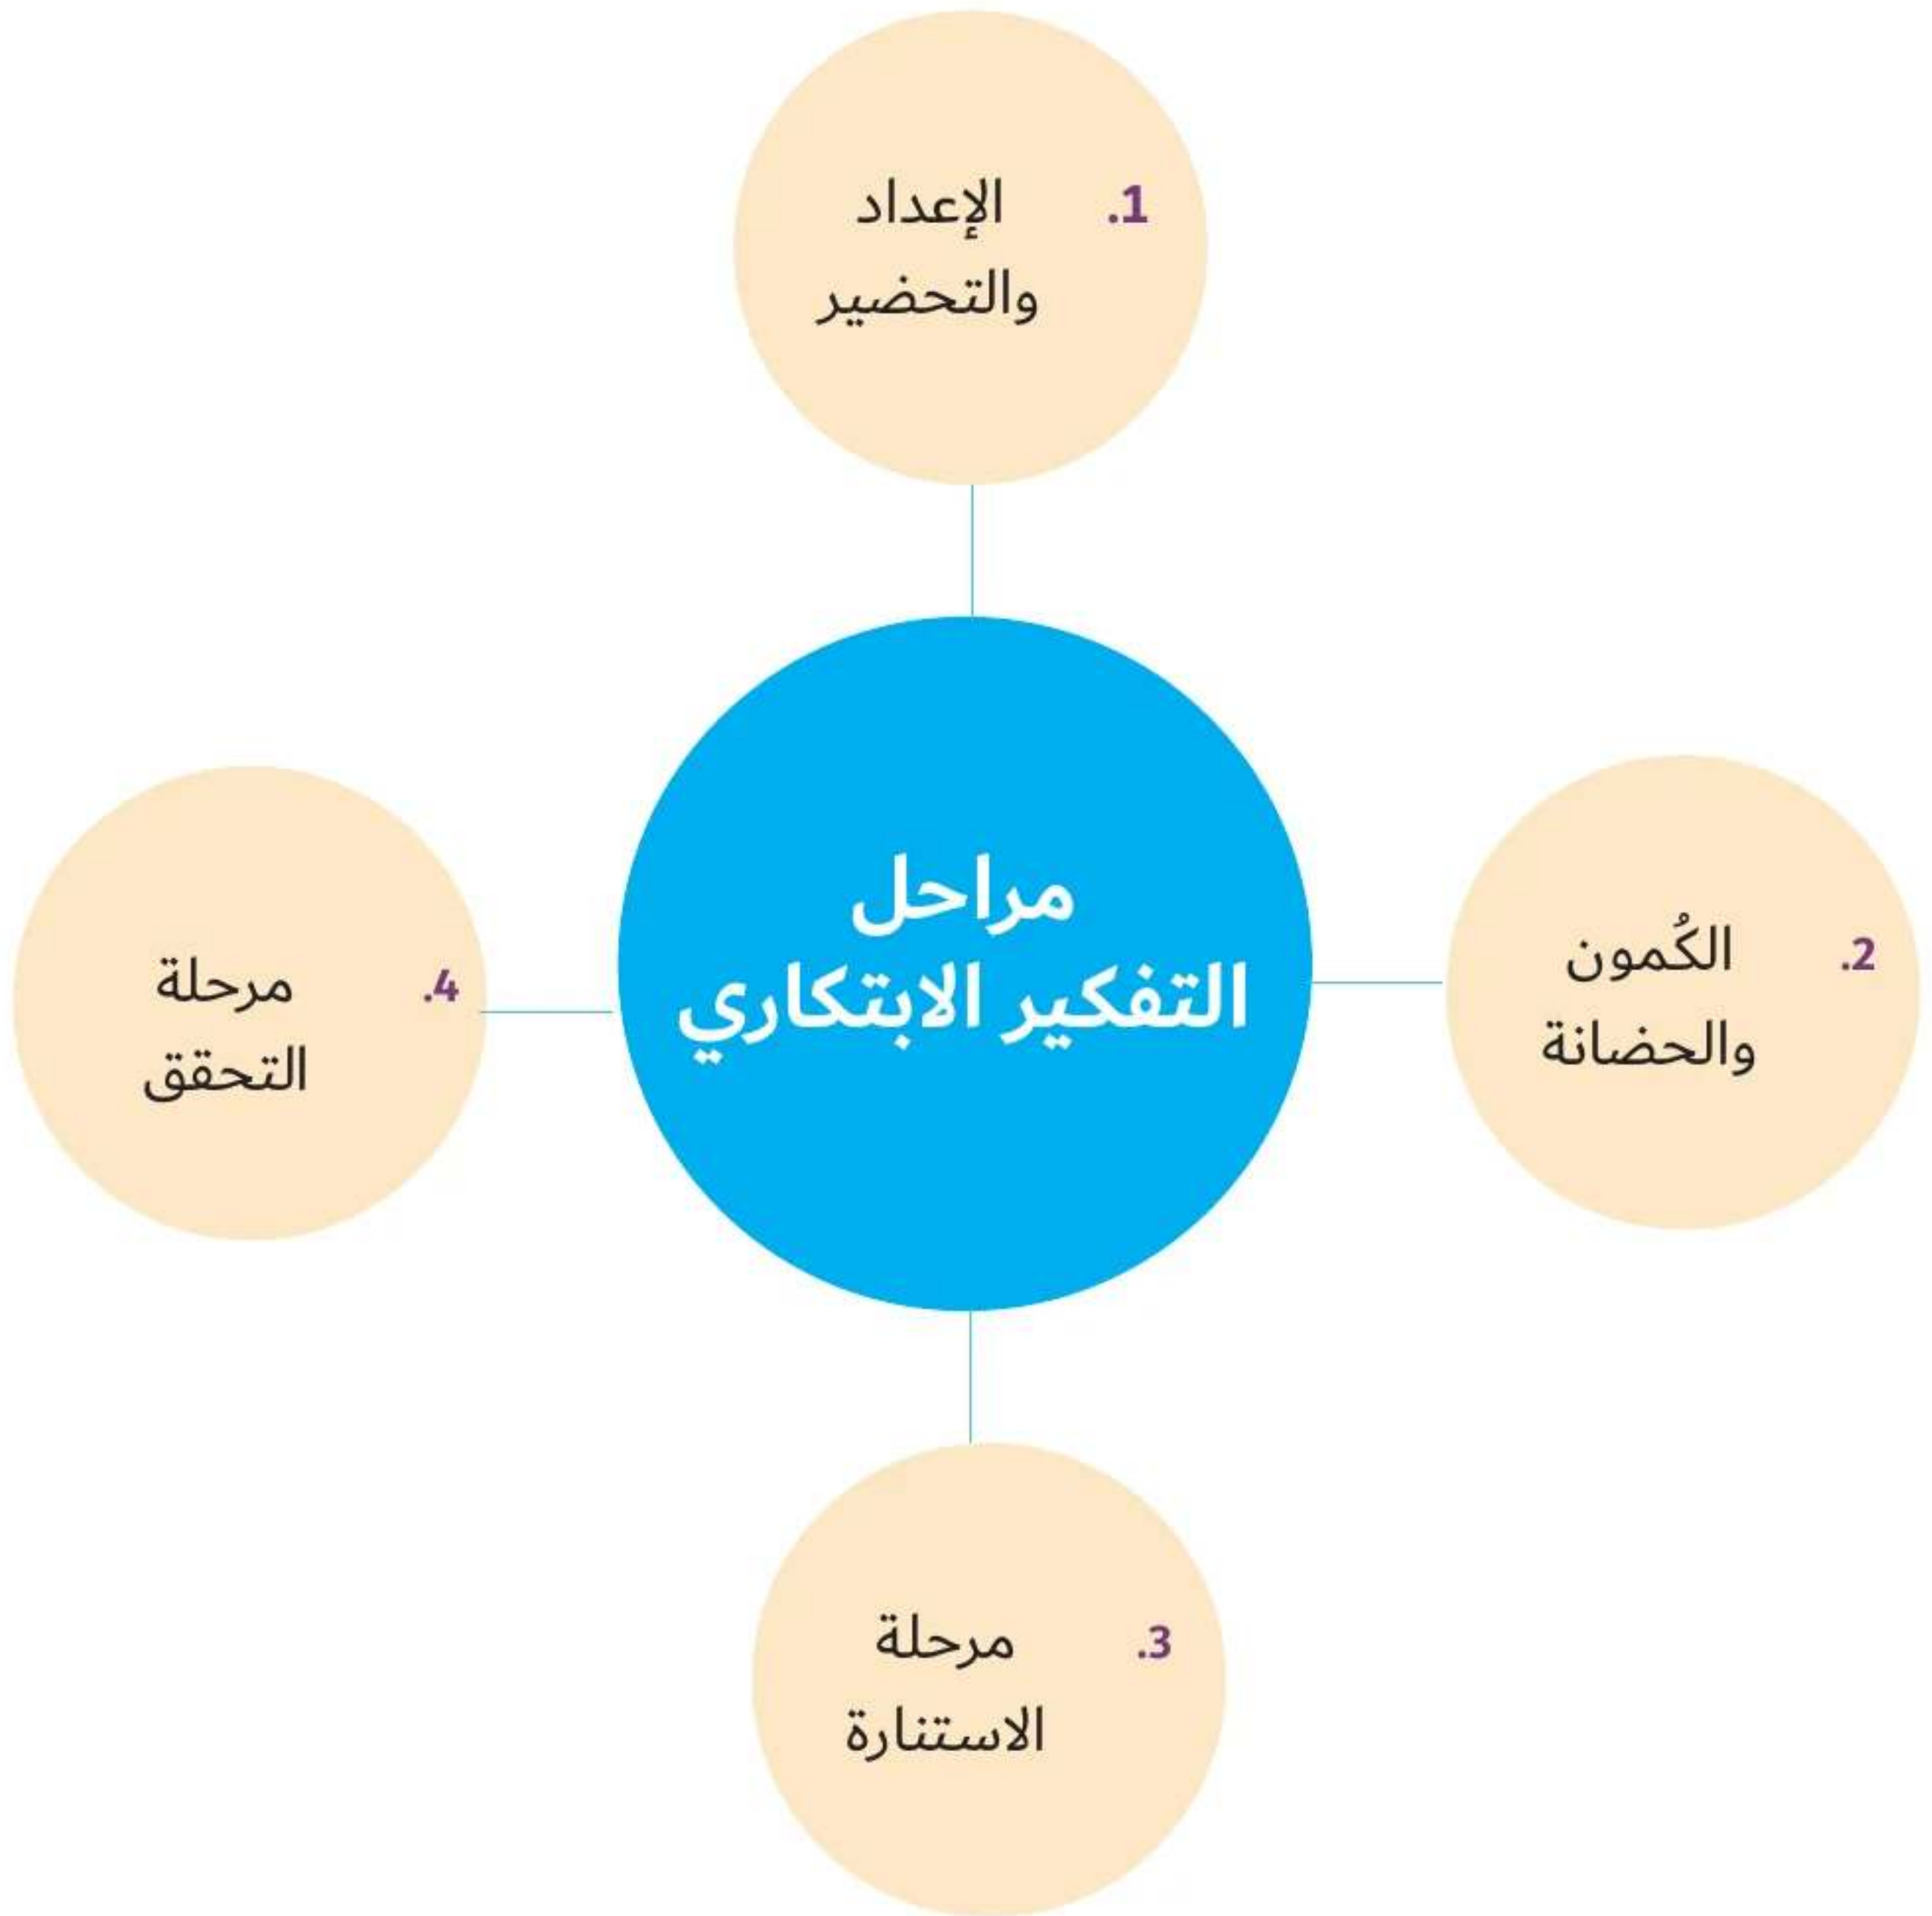 1. الإعداد
والتحضير
مراحل
التفكير الابتكاري
2. الكُمون
والحضانة
3. مرحلة
الاستنارة
4. مرحلة
التحقق